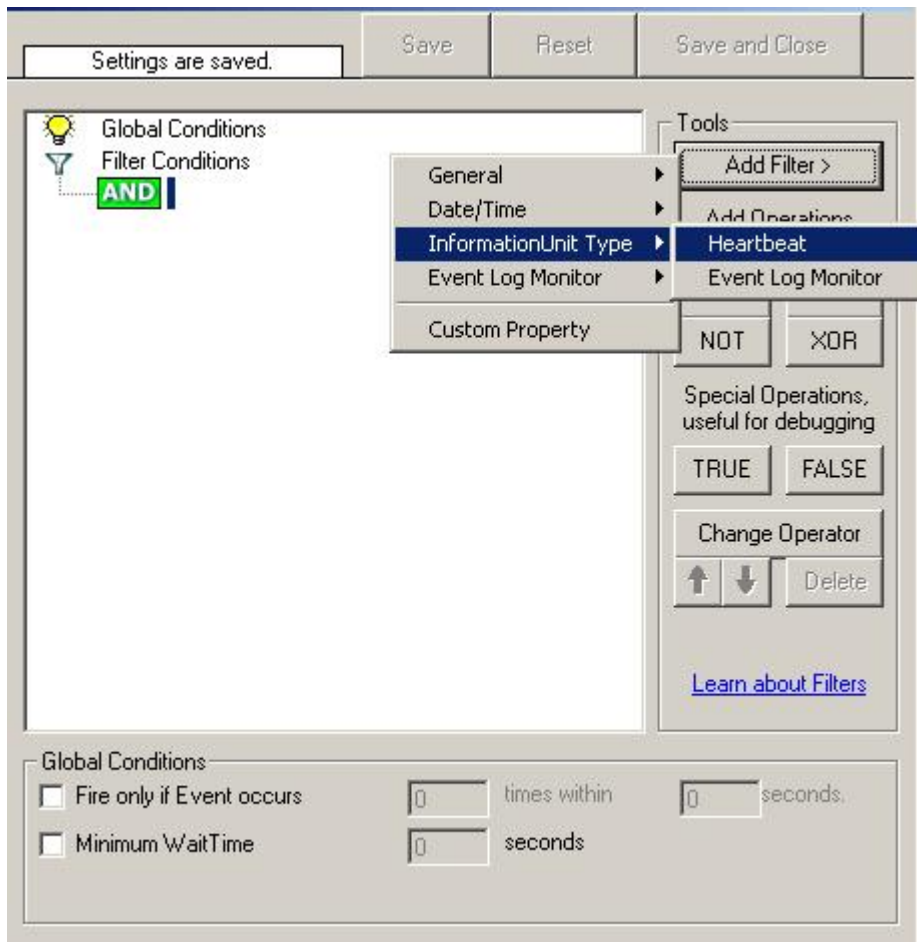 Settings are saved.
Save
Reset
Save and Close
Global Conditions
Filter Conditions
AND
General
Date/Time
InformationUnit Type
Event Log Monitor
Custom Property
Heartbeat
Event Log Monitor
Tools
Add Filter >
Add Operations
NOT
XOR
Special Operations,
useful for debugging
TRUE
FALSE
Change Operator
Delete
Learn about Filters
Global Conditions
Fire only if Event occurs
0
times within
0
seconds.
Minimum WaitTime
0
seconds